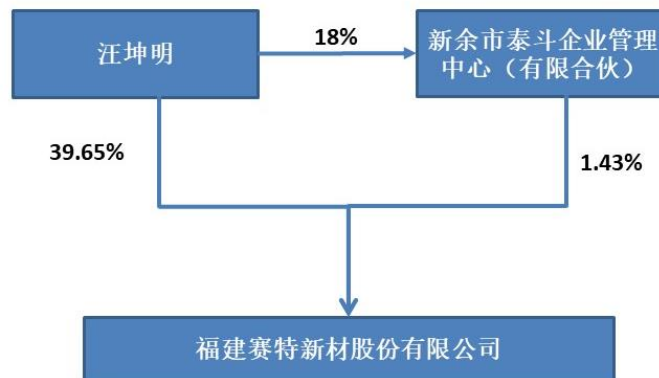 汪坤明
18%
新余市泰斗企业管理
中心（有限合伙）
39.65%
1.43%
福建赛特新材股份有限公司